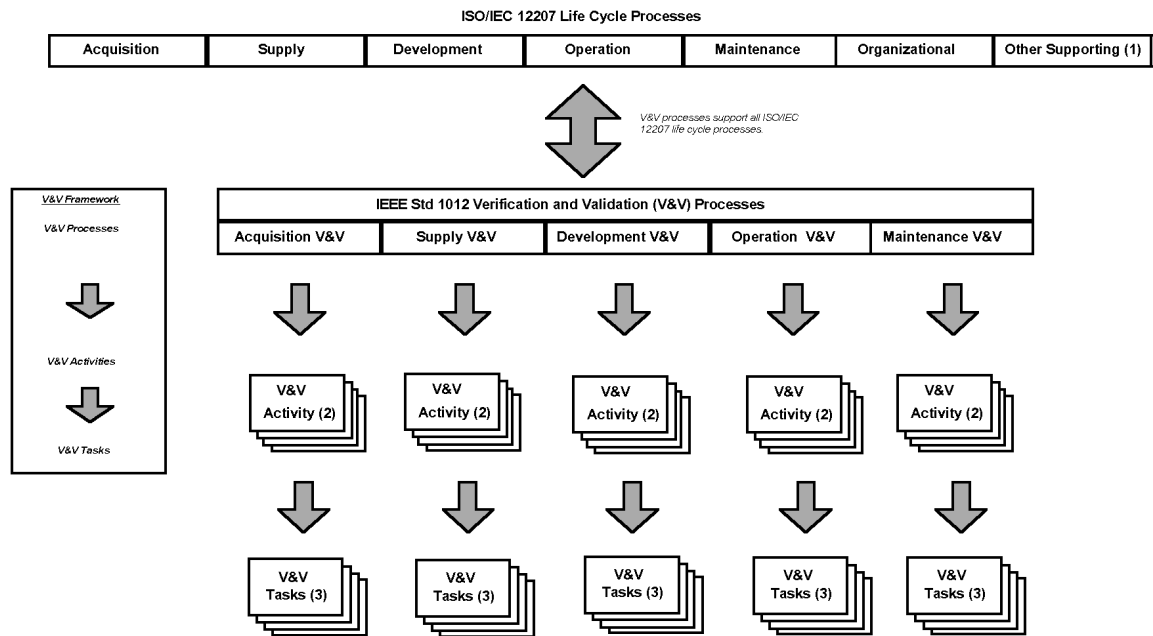 ISO/IEC 12207 Life Cycle Processes
Acquisition Supply Development Operation Maintenance Organizational Other Supporting (1)
V&V processes support all ISO/IEC
12207 life cycle processes.
V&V Framework
V&V Processes
V&V Activities
V&V Tasks
IEEE Std 1012 Verification and Validation (V&V) Processes
Acquisition V&V Supply V&V Development V&V Operation V&V Maintenance V&V
V&V V&V V&V V&V V&V
Activity (2) Activity (2) Activity (2) Activity (2) Activity (2)
V&V V&V V&V V&V V&V
Tasks (3) Tasks (3) Tasks (3) Tasks (3) Tasks (3)